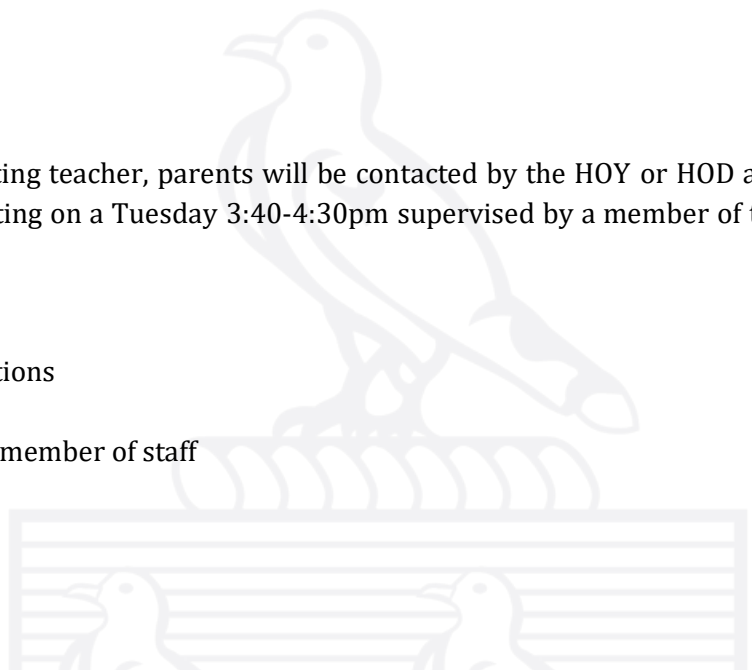 ting teacher, parents will be contacted by the HOY or HOD a
ting on a Tuesday 3:40-4:30pm supervised by a member of t
tions
member of staff